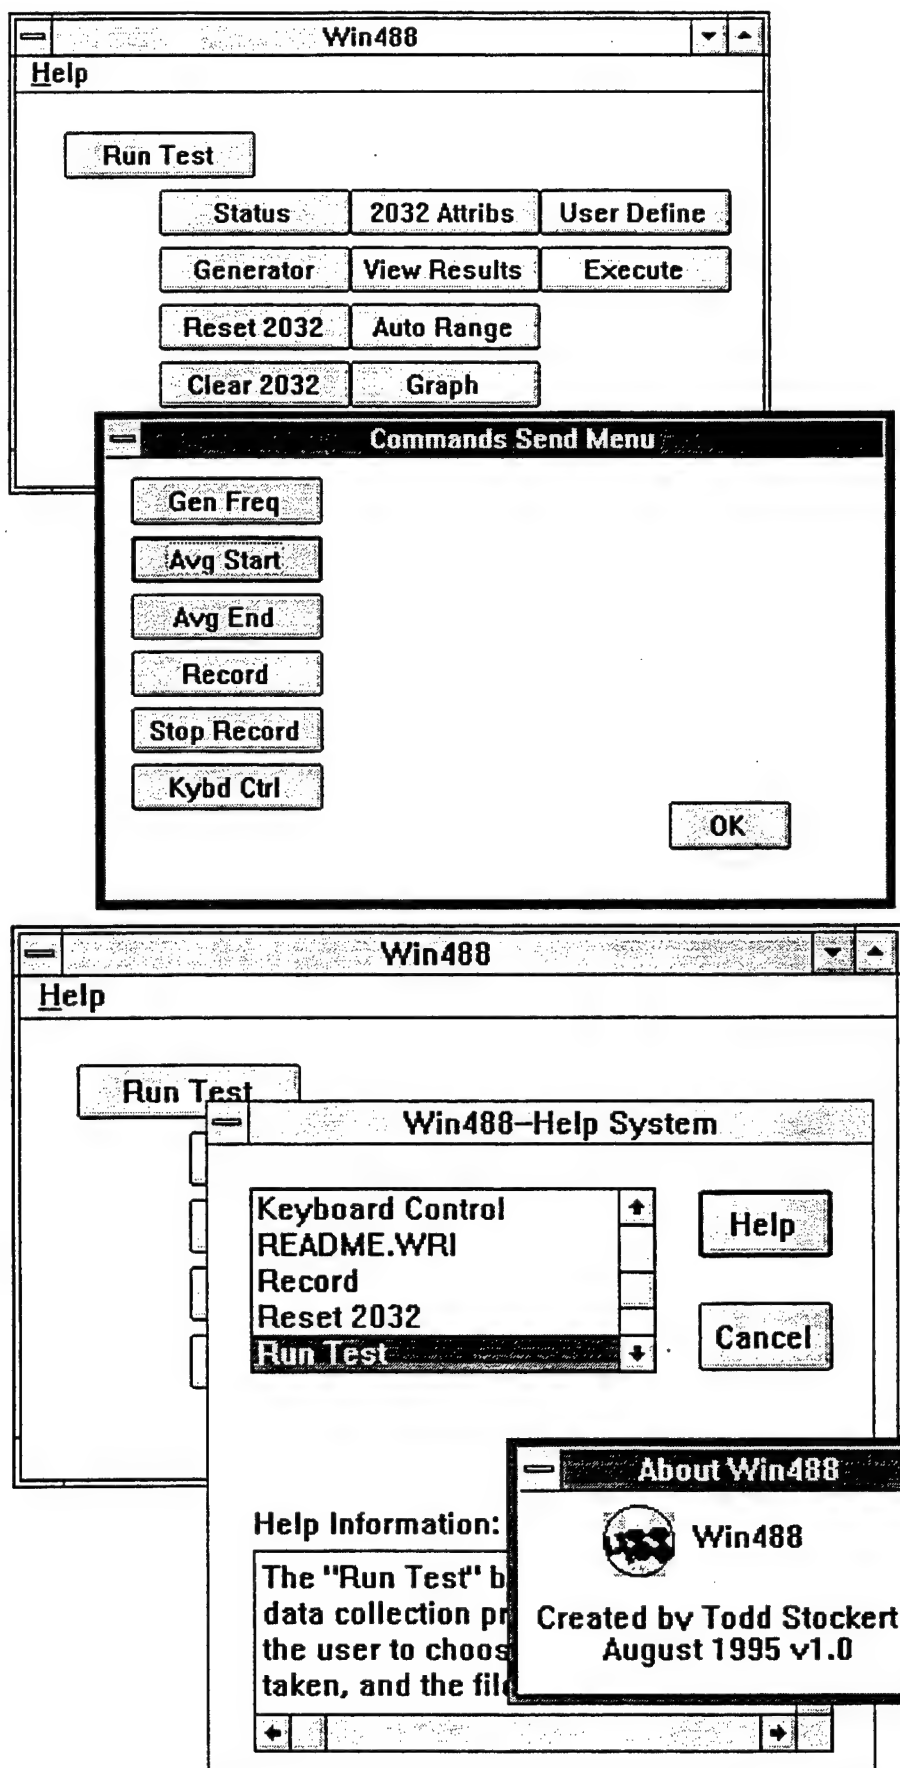 Win488
Help
Run Test
Status 2032 Attribs User Define
Generator View Results Execute
Reset 2032 Auto Range
Clear 2032 Graph
Commands Send Menu
Gen Freq
Avg Start
Avg End
Record
Stop Record
Kybd Ctrl
OK
Win488
Help
Run Test
Win488-Help System
Keyboard Control
README.WRI
Record
Reset 2032
Run Test
Help
Cancel
About Win488
Win488
Created by Todd Stockert
August 1995 v1.0
Help Information:
The "Run Test" b
data collection pr
the user to choos
taken, and the file